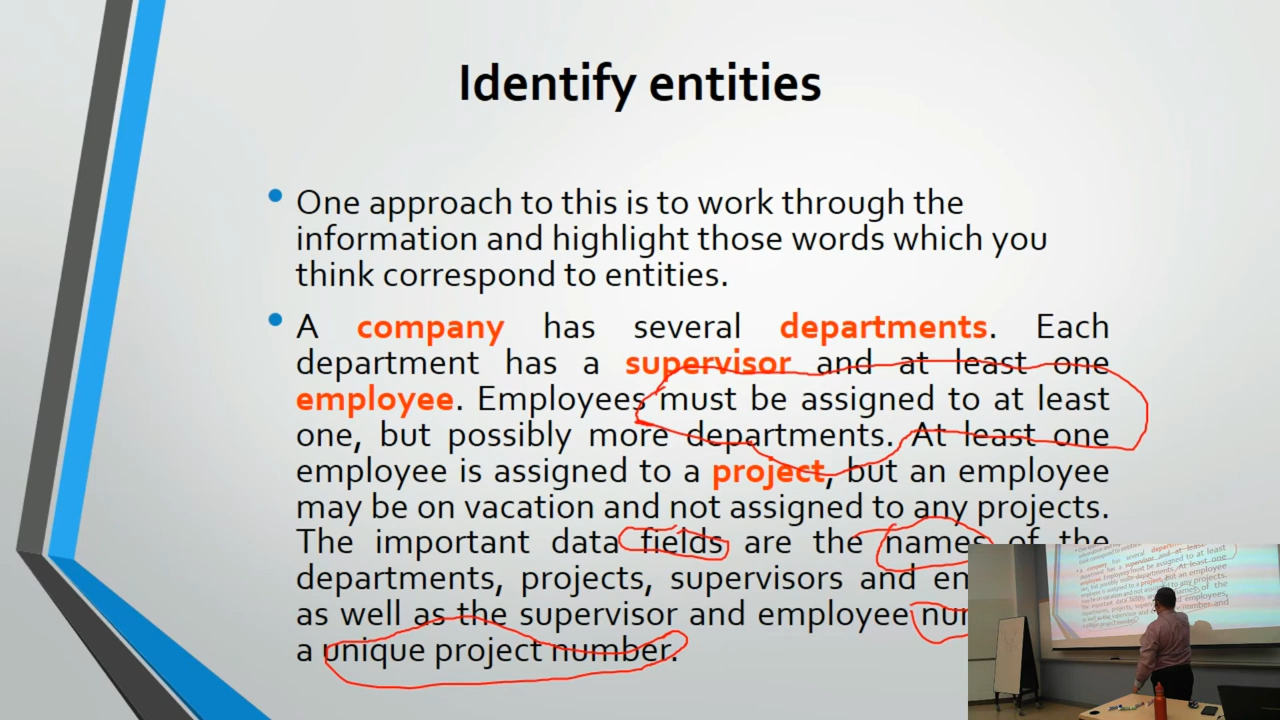 Identify entities
One approach to this is to work through the
information and highlight those words which you
think correspond to entities.
A company has several departments. Each
department has a supervisor and at least one
employee. Employees must be assigned to at least
one, but possibly more departments. At least one
employee is assigned to a project, but an employee
may be on vacation and not assigned to any projects.
The important data fields are the names of the
departments, projects, supervisors and em
as well as the supervisor and employee nu
a unique project number.